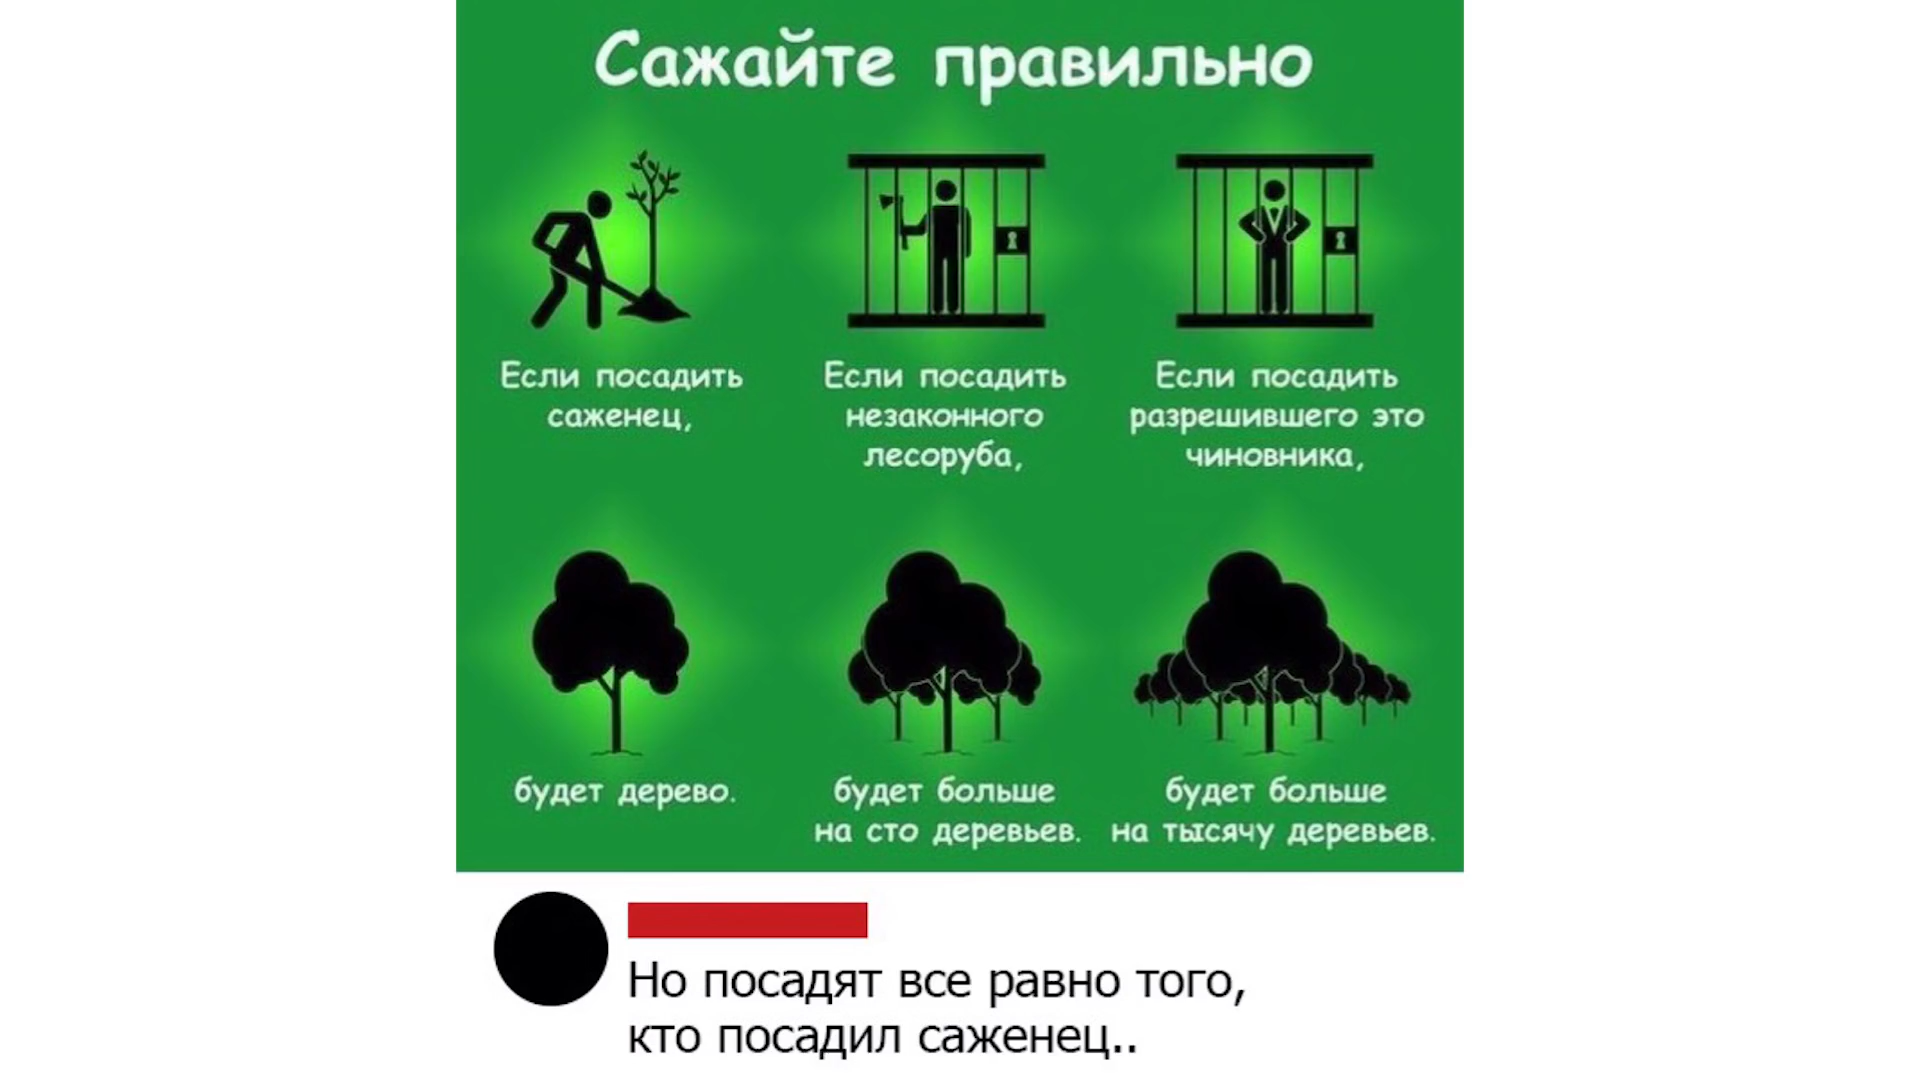 Сажайте правильно
Если посадить
саженец,
Если посадить
незаконного
лесоруба,
Если посадить
разрешившего это
чиновника,
будет дерево.
будет больше
на сто деревьев.
будет больше
на тысячу деревьев.
Но посадят все равно того,
кто посадил саженец..